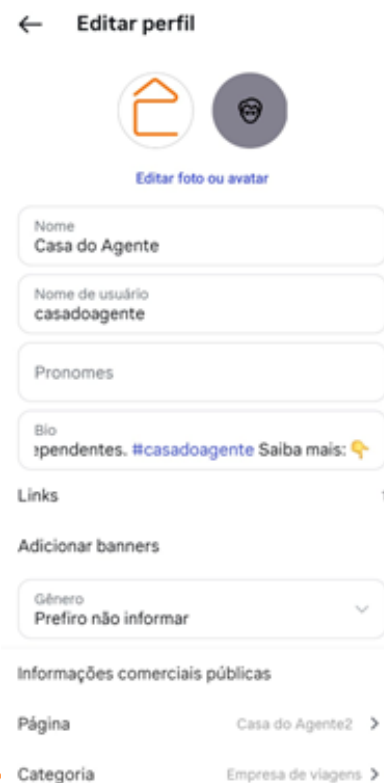 Editar perfil
Editar foto ou avatar
Nome
Casa do Agente
Nome de usuário
casadoagente
Pronomes
Bio
ependentes. #casadoagente Saiba mais: 👇
Links
Adicionar banners
Gênero
Prefiro não informar
Informações comerciais públicas
Página Casa do Agente2
Categoria Empresa de viagens